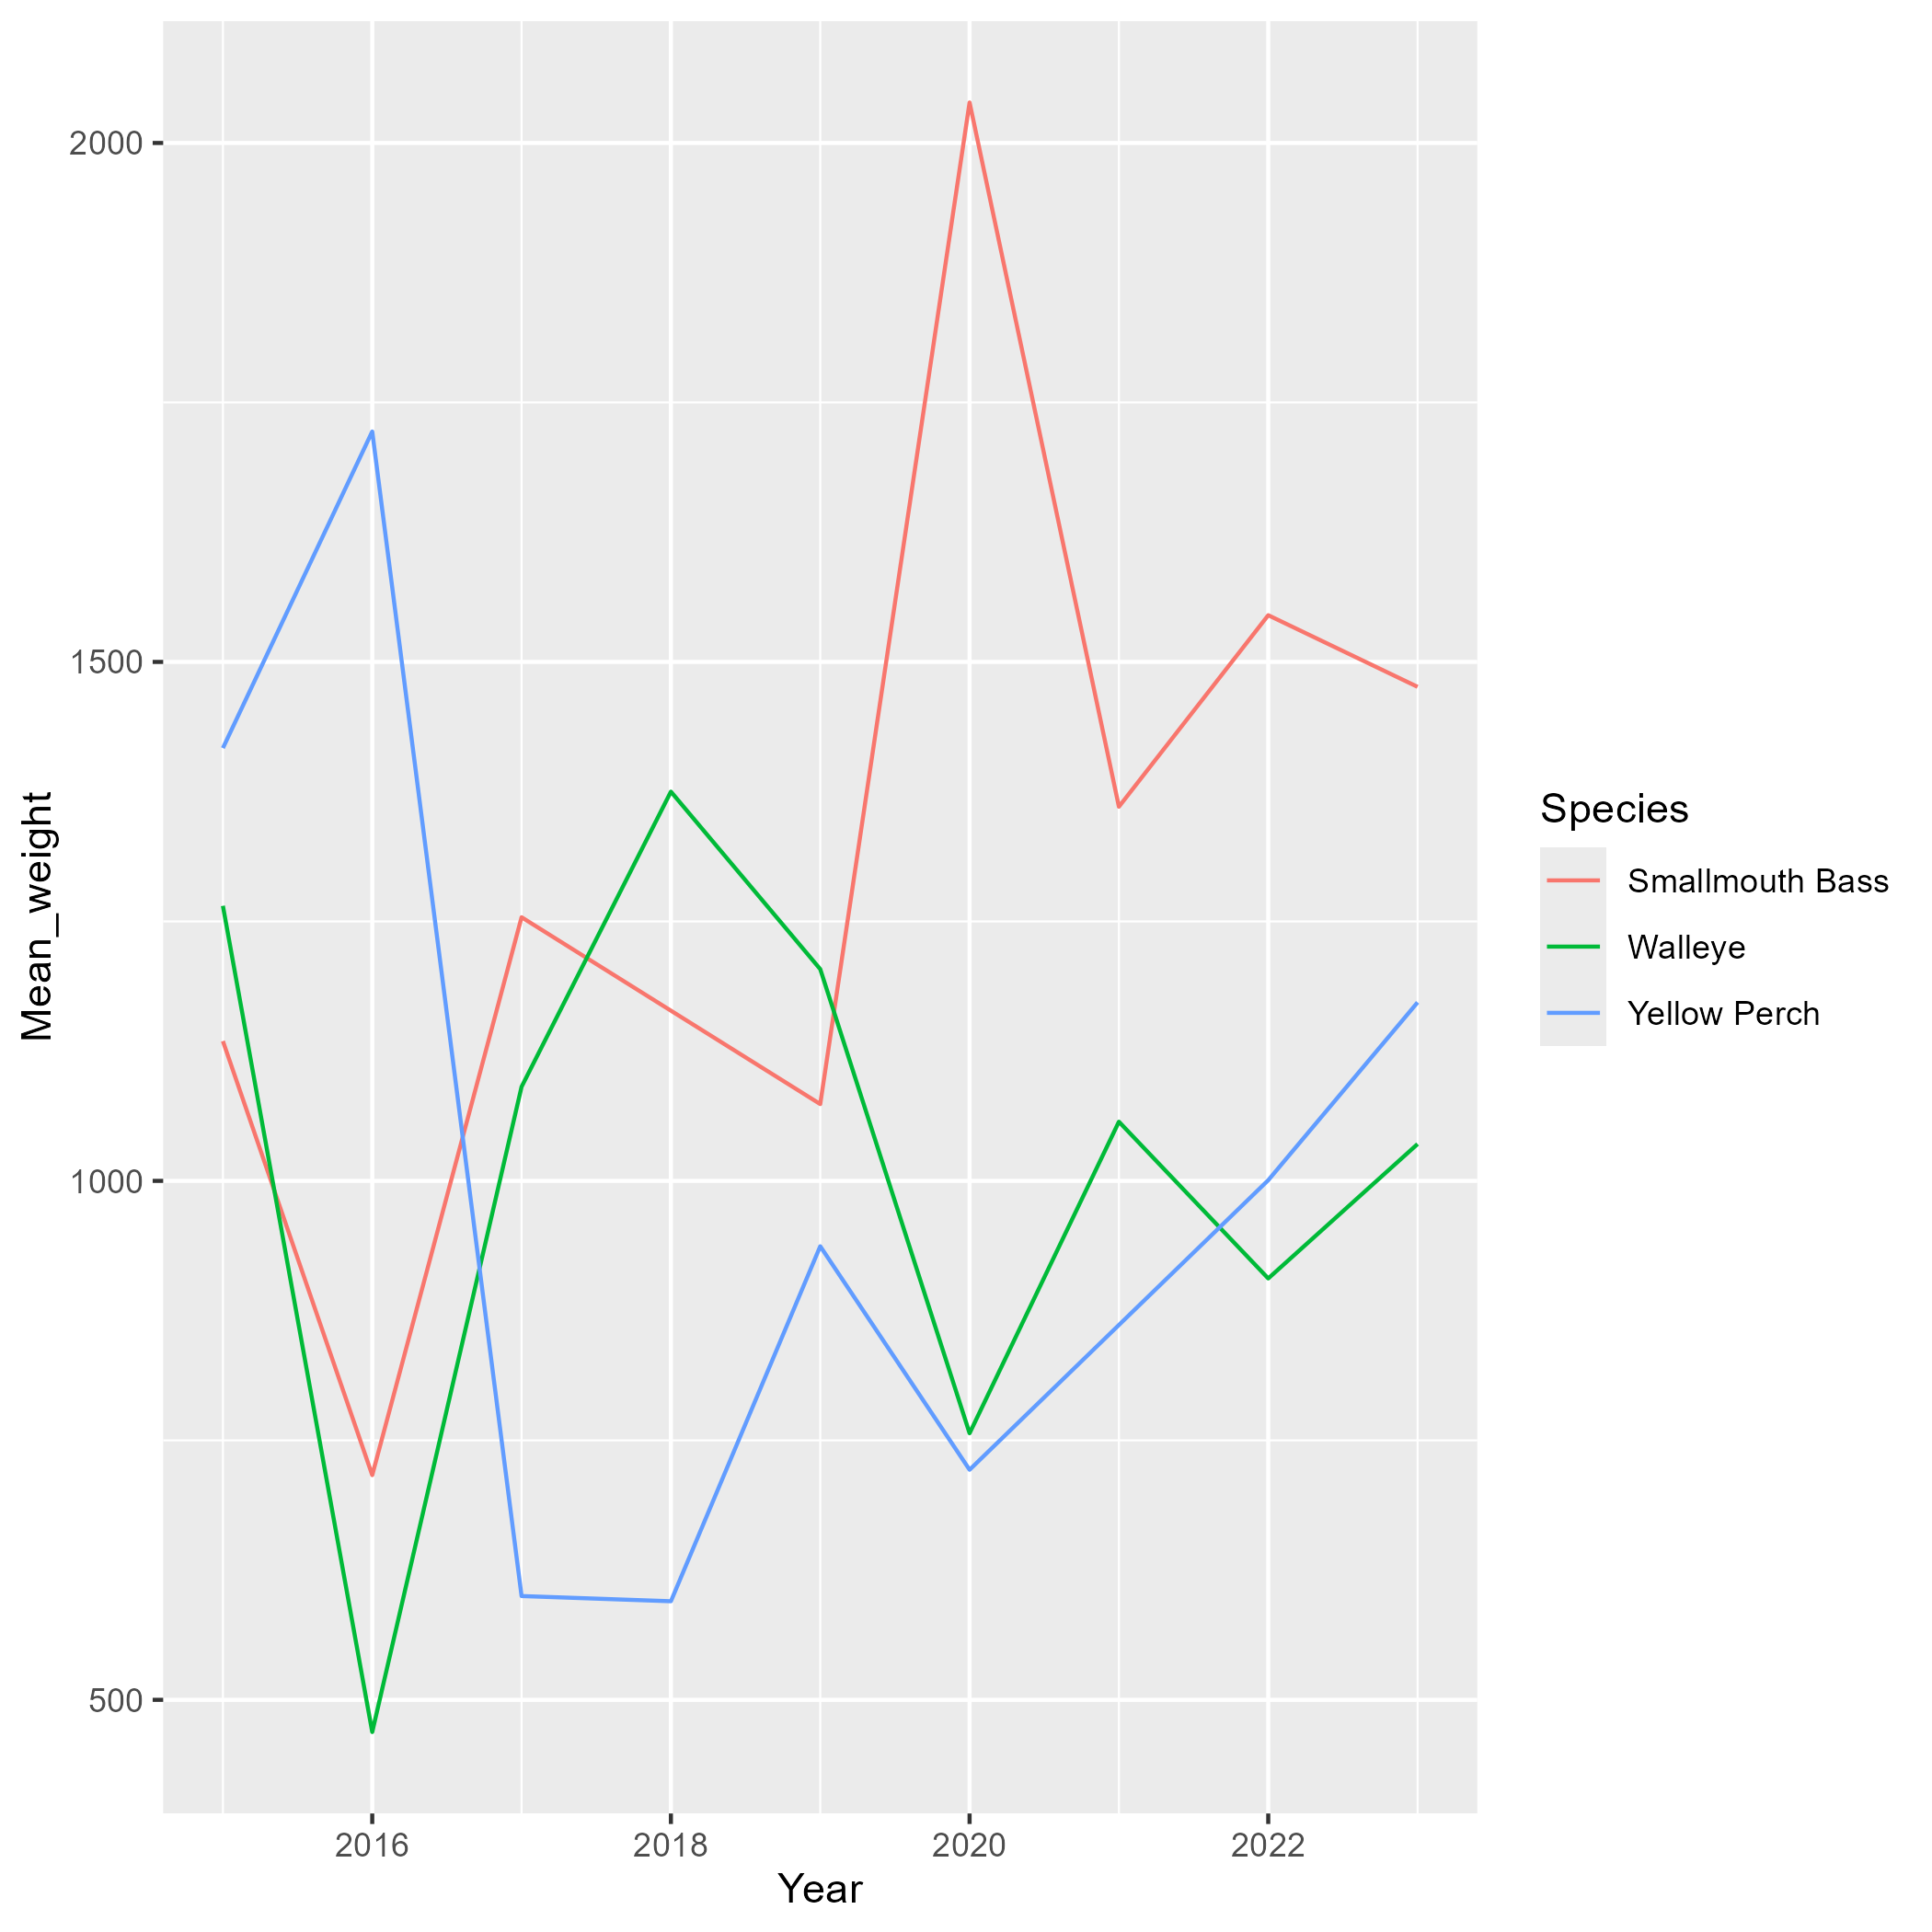 2000
1500
1000
500
Mean_weight
2016 2018 2020 2022
Year
Species
Smallmouth Bass
Walleye
Yellow Perch